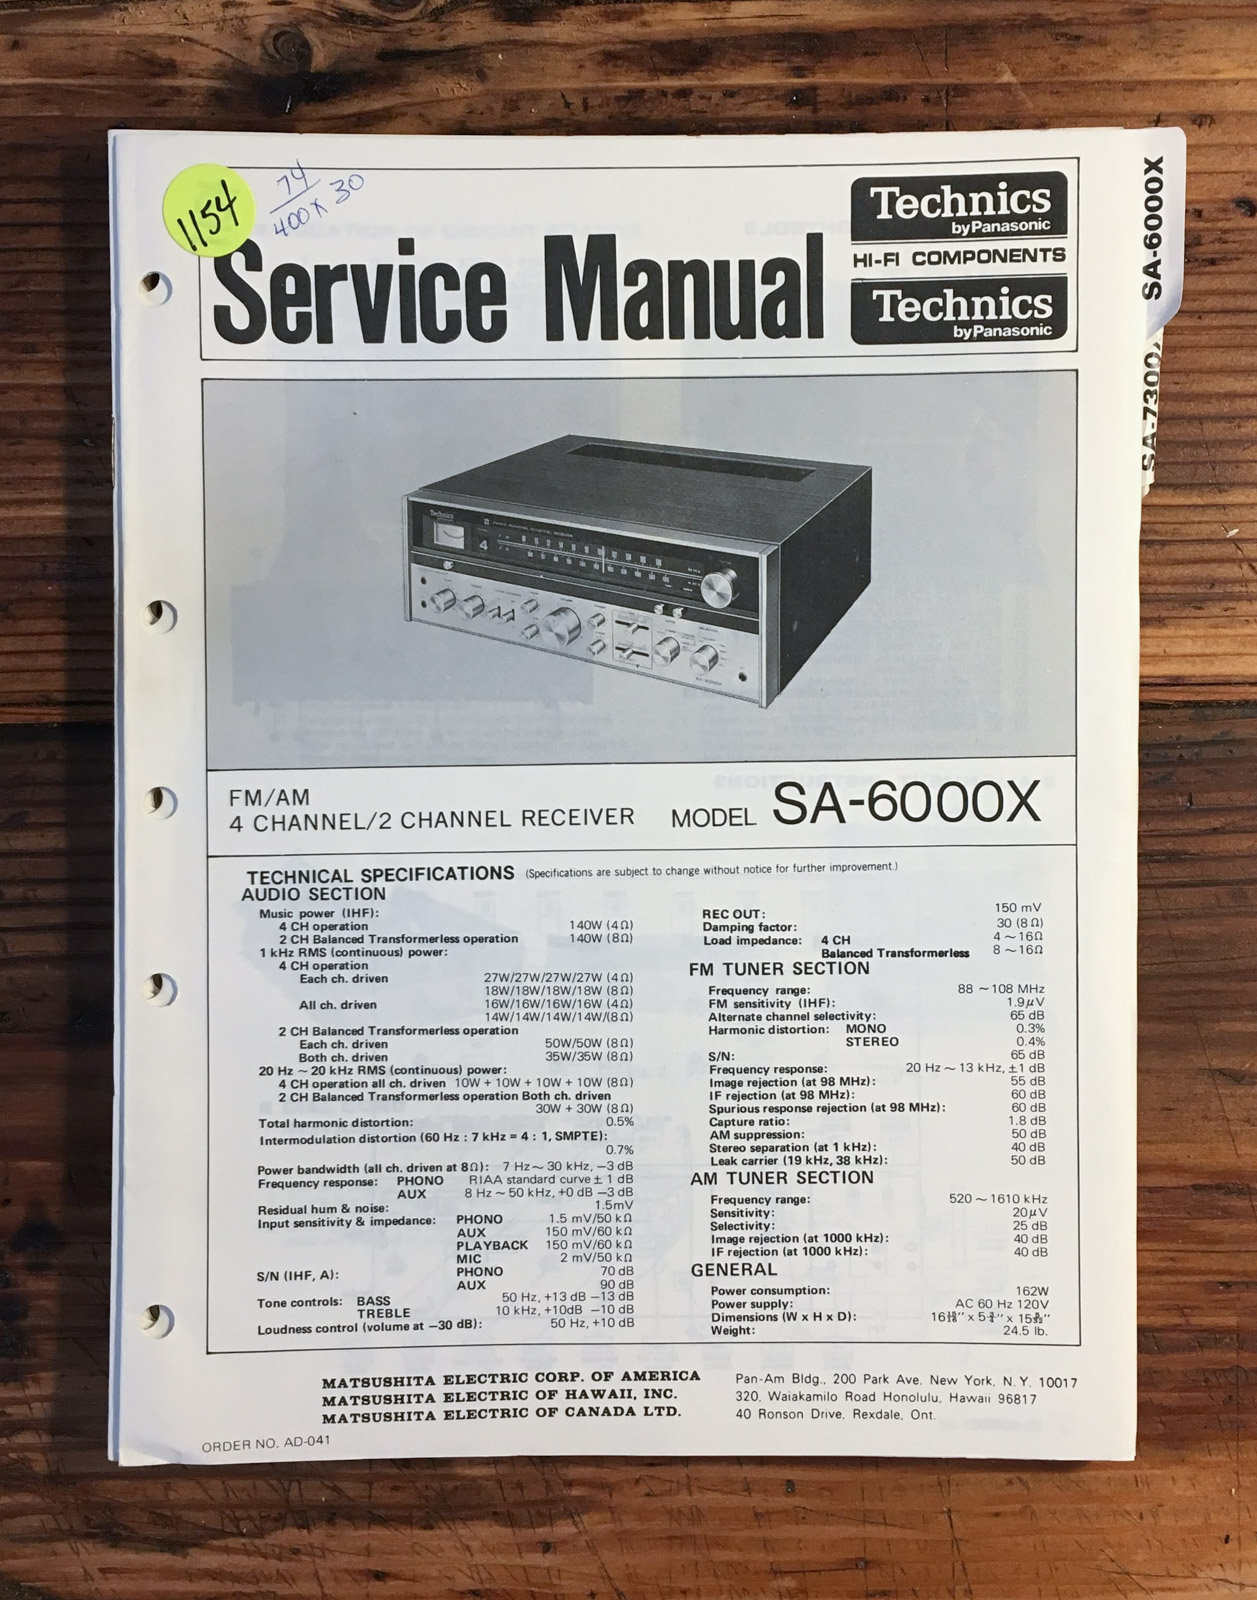 1154
74
400 x 30
Service Manual
Technics
by Panasonic
HI-FI COMPONENTS
Technics
by Panasonic
SA-6000X
SA-7300X
Technics
4
FM/AM
4 CHANNEL/2 CHANNEL RECEIVER MODEL SA-6000X
TECHNICAL SPECIFICATIONS (Specifications are subject to change without notice for further improvement.)
AUDIO SECTION
Music power (IHF):
4 CH operation 140W (4Ω)
2 CH Balanced Transformerless operation 140W (8Ω)
1 kHz RMS (continuous) power:
4 CH operation
Each ch. driven 27W/27W/27W/27W (4Ω)
18W/18W/18W/18W (8Ω)
All ch. driven 16W/16W/16W/16W (4Ω)
14W/14W/14W/14W/(8Ω)
2 CH Balanced Transformerless operation
Each ch. driven 50W/50W (8Ω)
Both ch. driven 35W/35W (8Ω)
20 Hz ~ 20 kHz RMS (continuous) power:
4 CH operation all ch. driven 10W + 10W + 10W + 10W (8Ω)
2 CH Balanced Transformerless operation Both ch. driven
30W + 30W (8Ω)
Total harmonic distortion: 0.5%
Intermodulation distortion (60 Hz : 7 kHz = 4 : 1, SMPTE):
0.7%
Power bandwidth (all ch. driven at 8Ω): 7 Hz ~ 30 kHz, −3 dB
Frequency response: PHONO RIAA standard curve ± 1 dB
AUX 8 Hz ~ 50 kHz, +0 dB −3 dB
Residual hum & noise: 1.5mV
Input sensitivity & impedance: PHONO 1.5 mV/50 kΩ
AUX 150 mV/60 kΩ
PLAYBACK 150 mV/60 kΩ
MIC 2 mV/50 kΩ
S/N (IHF, A): PHONO 70 dB
AUX 90 dB
Tone controls: BASS 50 Hz, +13 dB −13 dB
TREBLE 10 kHz, +10dB −10 dB
Loudness control (volume at −30 dB): 50 Hz, +10 dB
REC OUT: 150 mV
Damping factor: 30 (8Ω)
Load impedance: 4 CH 4 ~ 16Ω
Balanced Transformerless 8 ~ 16Ω
FM TUNER SECTION
Frequency range: 88 ~ 108 MHz
FM sensitivity (IHF): 1.9μV
Alternate channel selectivity: 65 dB
Harmonic distortion: MONO 0.3%
STEREO 0.4%
S/N: 65 dB
Frequency response: 20 Hz ~ 13 kHz, ±1 dB
Image rejection (at 98 MHz): 55 dB
IF rejection (at 98 MHz): 60 dB
Spurious response rejection (at 98 MHz): 60 dB
Capture ratio: 1.8 dB
AM suppression: 50 dB
Stereo separation (at 1 kHz): 40 dB
Leak carrier (19 kHz, 38 kHz): 50 dB
AM TUNER SECTION
Frequency range: 520 ~ 1610 kHz
Sensitivity: 20μV
Selectivity: 25 dB
Image rejection (at 1000 kHz): 40 dB
IF rejection (at 1000 kHz): 40 dB
GENERAL
Power consumption: 162W
Power supply: AC 60 Hz 120V
Dimensions (W x H x D):
Weight: 24.5 lb.
MATSUSHITA ELECTRIC CORP. OF AMERICA Pan-Am Bldg., 200 Park Ave. New York, N.Y. 10017
MATSUSHITA ELECTRIC OF HAWAII, INC. 320, Waiakamilo Road Honolulu, Hawaii 96817
MATSUSHITA ELECTRIC OF CANADA LTD. 40 Ronson Drive, Rexdale, Ont.
ORDER NO. AD-041